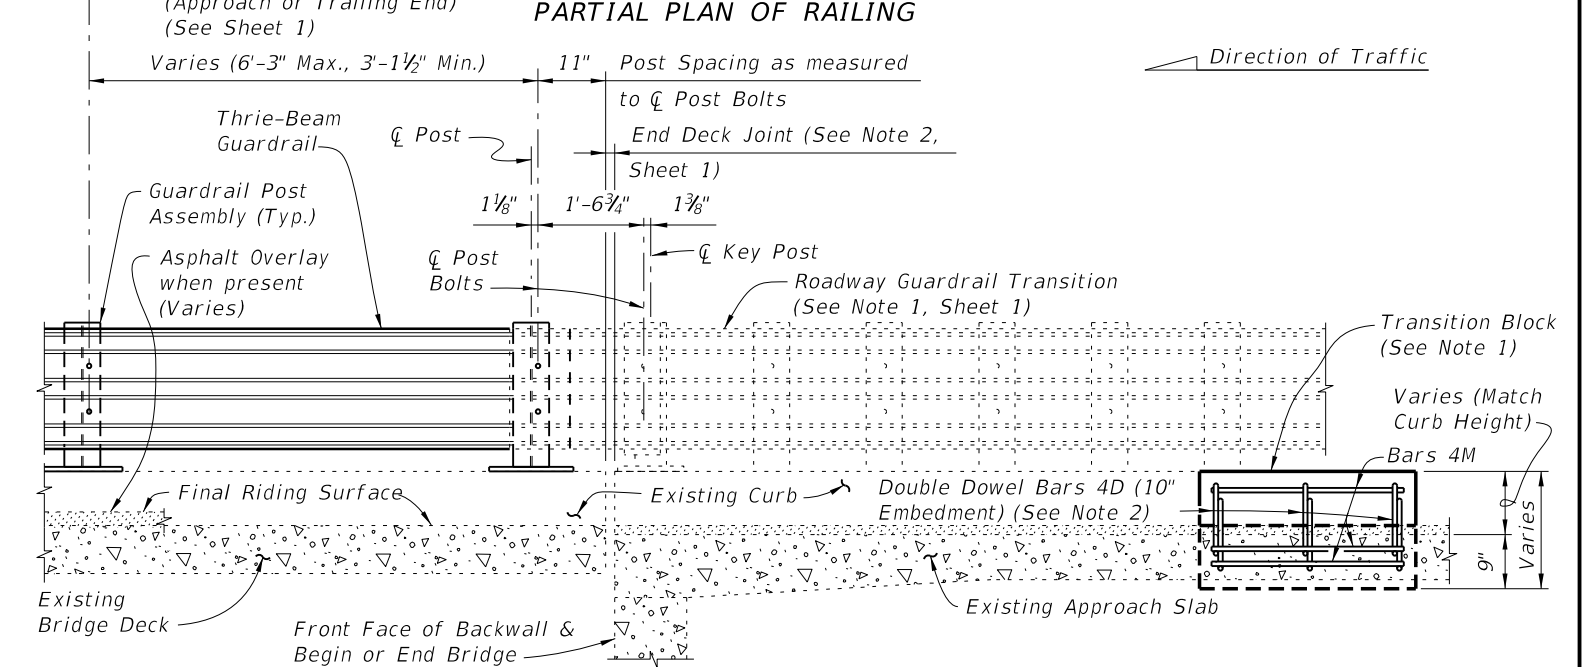 (Approach or Trailing End)
(See Sheet 1)
PARTIAL PLAN OF RAILING
Varies (6'-3" Max., 3'-1½" Min.)
11"
Post Spacing as measured
to ℄ Post Bolts
Direction of Traffic
Thrie-Beam
Guardrail
℄ Post
End Deck Joint (See Note 2,
Sheet 1)
Guardrail Post
Assembly (Typ.)
1⅛"
1'-6¾"
1⅜"
Asphalt Overlay
when present
(Varies)
℄ Post
Bolts
℄ Key Post
Roadway Guardrail Transition
(See Note 1, Sheet 1)
Transition Block
(See Note 1)
Varies (Match
Curb Height)
Bars 4M
Final Riding Surface
Existing Curb
Double Dowel Bars 4D (10"
Embedment) (See Note 2)
9"
Varies
Existing
Bridge Deck
Existing Approach Slab
Front Face of Backwall &
Begin or End Bridge